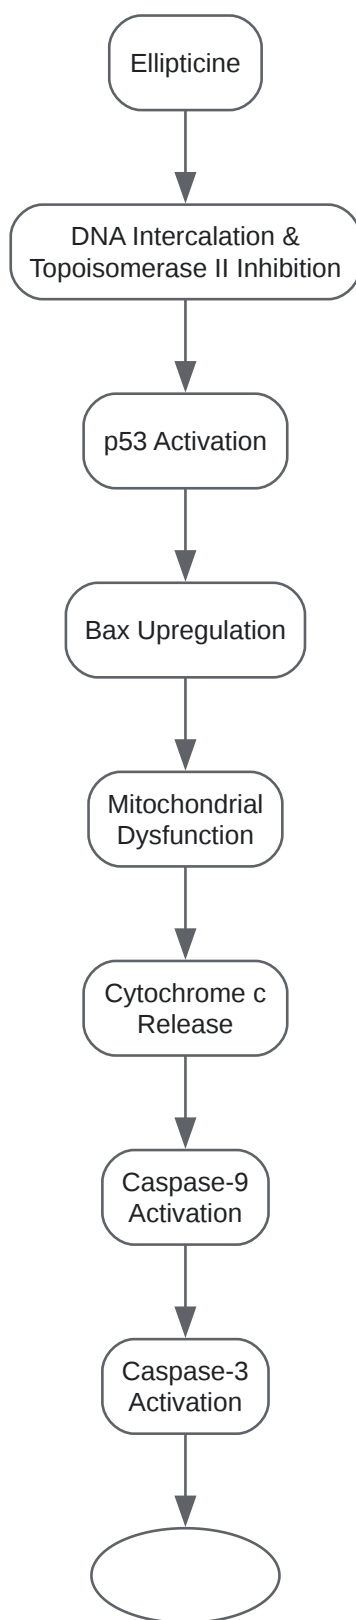 Ellipticine
DNA Intercalation &
Topoisomerase II Inhibition
p53 Activation
Bax Upregulation
Mitochondrial
Dysfunction
Cytochrome c
Release
Caspase-9
Activation
Caspase-3
Activation